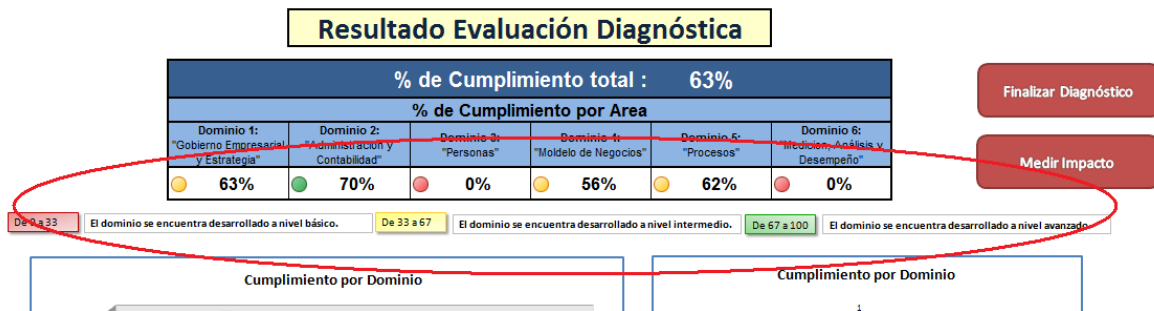 Resultado Evaluación Diagnóstica
% de Cumplimiento total : 63%
Finalizar Diagnóstico
% de Cumplimiento por Area
Dominio 1: Dominio 2: Dominio 3: Dominio 4: Dominio 5: Dominio 6:
"Gobierno Empresarial "Administración y "Personas" "Moldelo de Negocios" "Procesos" "Medición, Análisis y
y Estrategia" Contabilidad" Desempeño"
Medir Impacto
63% 70% 0% 56% 62% 0%
De 0 a 33 El dominio se encuentra desarrollado a nivel básico. De 33 a 67 El dominio se encuentra desarrollado a nivel intermedio. De 67 a 100 El dominio se encuentra desarrollado a nivel avanzado.
Cumplimiento por Dominio Cumplimiento por Dominio
1